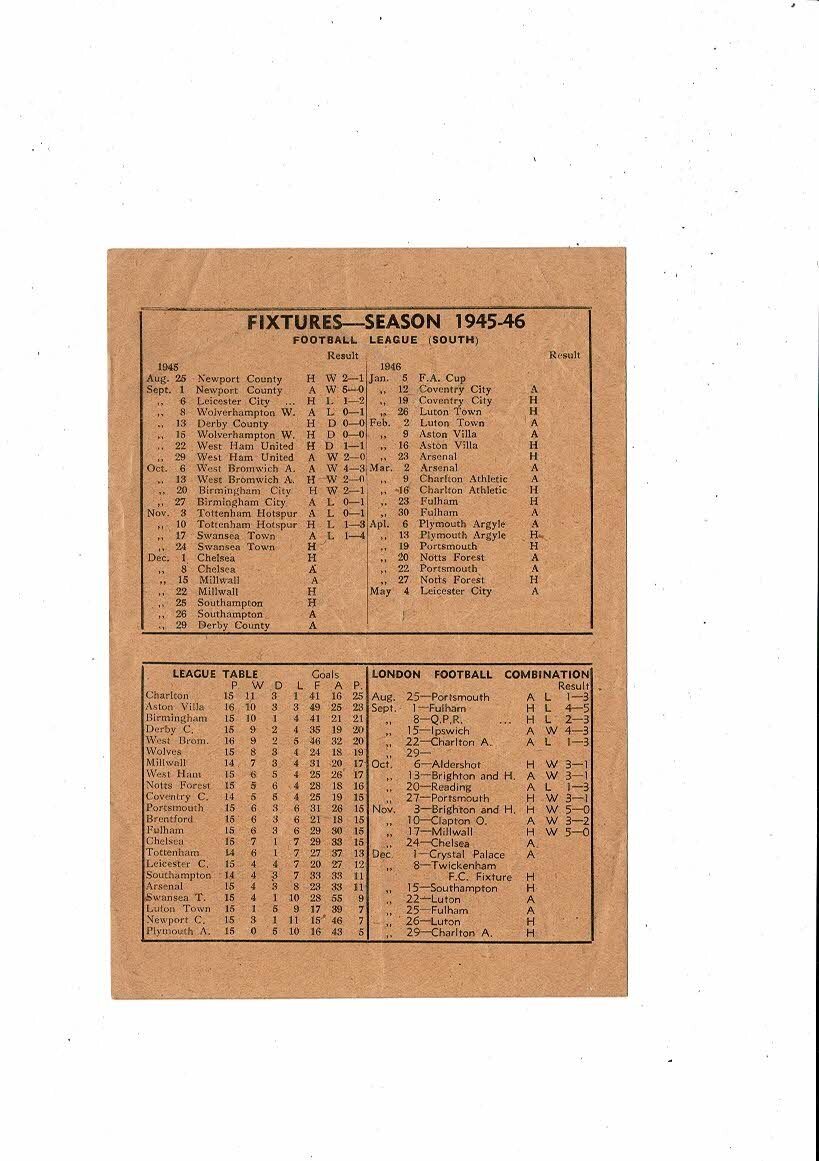 FIXTURES—SEASON 1945-46
FOOTBALL LEAGUE (SOUTH)
Result
1945
Aug. 25 Newport County H W 2—1
Sept. 1 Newport County A W 5—0
,, 6 Leicester City ... H L 1—2
,, 8 Wolverhampton W. A L 0—1
,, 13 Derby County H D 0—0
,, 15 Wolverhampton W. H D 0—0
,, 22 West Ham United H D 1—1
,, 29 West Ham United A W 2—0
Oct. 6 West Bromwich A. A W 4—3
,, 13 West Bromwich A. H W 2—0
,, 20 Birmingham City H W 2—1
,, 27 Birmingham City A L 0—1
Nov. 3 Tottenham Hotspur A L 0—1
,, 10 Tottenham Hotspur H L 1—3
,, 17 Swansea Town A L 1—4
,, 24 Swansea Town H
Dec. 1 Chelsea H
,, 8 Chelsea A
,, 15 Millwall A
,, 22 Millwall H
,, 25 Southampton H
,, 26 Southampton A
,, 29 Derby County A
Result
1946
Jan. 5 F.A. Cup
,, 12 Coventry City A
,, 19 Coventry City H
,, 26 Luton Town H
Feb. 2 Luton Town A
,, 9 Aston Villa A
,, 16 Aston Villa H
,, 23 Arsenal H
Mar. 2 Arsenal A
,, 9 Charlton Athletic A
,, 16 Charlton Athletic H
,, 23 Fulham H
,, 30 Fulham A
Apl. 6 Plymouth Argyle A
,, 13 Plymouth Argyle H
,, 19 Portsmouth H
,, 20 Notts Forest A
,, 22 Portsmouth A
,, 27 Notts Forest H
May 4 Leicester City A
LEAGUE TABLE Goals
P W D L F A P.
Charlton 15 11 3 1 41 16 25
Aston Villa 16 10 3 3 49 25 23
Birmingham 15 10 1 4 41 21 21
Derby C. 15 9 2 4 35 19 20
West Brom. 16 9 2 5 46 32 20
Wolves 15 8 3 4 24 18 19
Millwall 14 7 3 4 31 20 17
West Ham 15 6 5 4 25 26 17
Notts Forest 15 5 6 4 28 18 16
Coventry C. 14 5 5 4 25 19 15
Portsmouth 15 6 3 6 31 26 15
Brentford 15 6 3 6 21 18 15
Fulham 15 6 3 6 29 30 15
Chelsea 15 7 1 7 29 33 15
Tottenham 14 6 1 7 27 37 13
Leicester C. 15 4 4 7 20 27 12
Southampton 14 4 3 7 33 33 11
Arsenal 15 4 3 8 23 33 11
Swansea T. 15 4 1 10 28 55 9
Luton Town 15 1 5 9 17 39 7
Newport C. 15 3 1 11 15 46 7
Plymouth A. 15 0 5 10 16 43 5
LONDON FOOTBALL COMBINATION
Result
Aug. 25—Portsmouth A L 1—3
Sept. 1—Fulham H L 4—5
,, 8—Q.P.R. ... H L 2—3
,, 15—Ipswich A W 4—3
,, 22—Charlton A. A L 1—3
,, 29—
Oct. 6—Aldershot H W 3—1
,, 13—Brighton and H. A W 3—1
,, 20—Reading A L 1—3
,, 27—Portsmouth H W 3—1
Nov. 3—Brighton and H. H W 5—0
,, 10—Clapton O. A W 3—2
,, 17—Millwall H W 5—0
,, 24—Chelsea A.
Dec. 1—Crystal Palace A
,, 8—Twickenham
F.C. Fixture H
,, 15—Southampton H
,, 22—Luton A
,, 25—Fulham A
,, 26—Luton H
,, 29—Charlton A. H